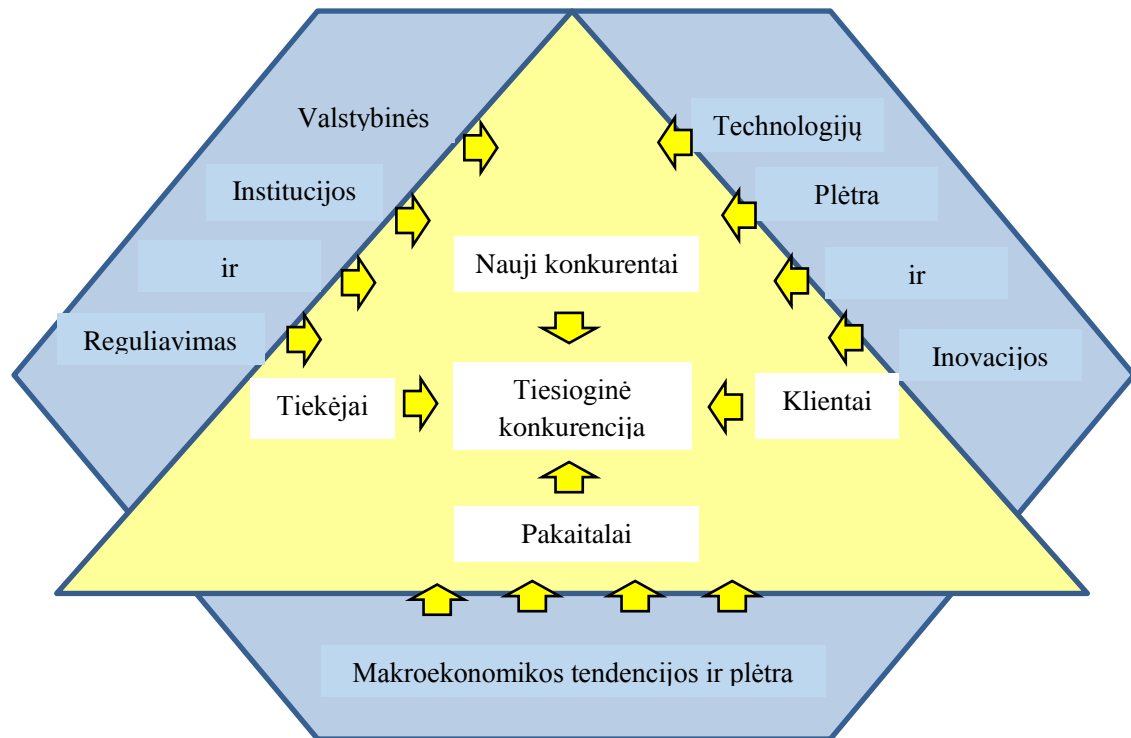 Valstybinės
Institucijos
ir
Reguliavimas
Technologijų
Plėtra
ir
Inovacijos
Nauji konkurentai
Tiekėjai
Tiesioginė
konkurencija
Klientai
Pakaitalai
Makroekonomikos tendencijos ir plėtra